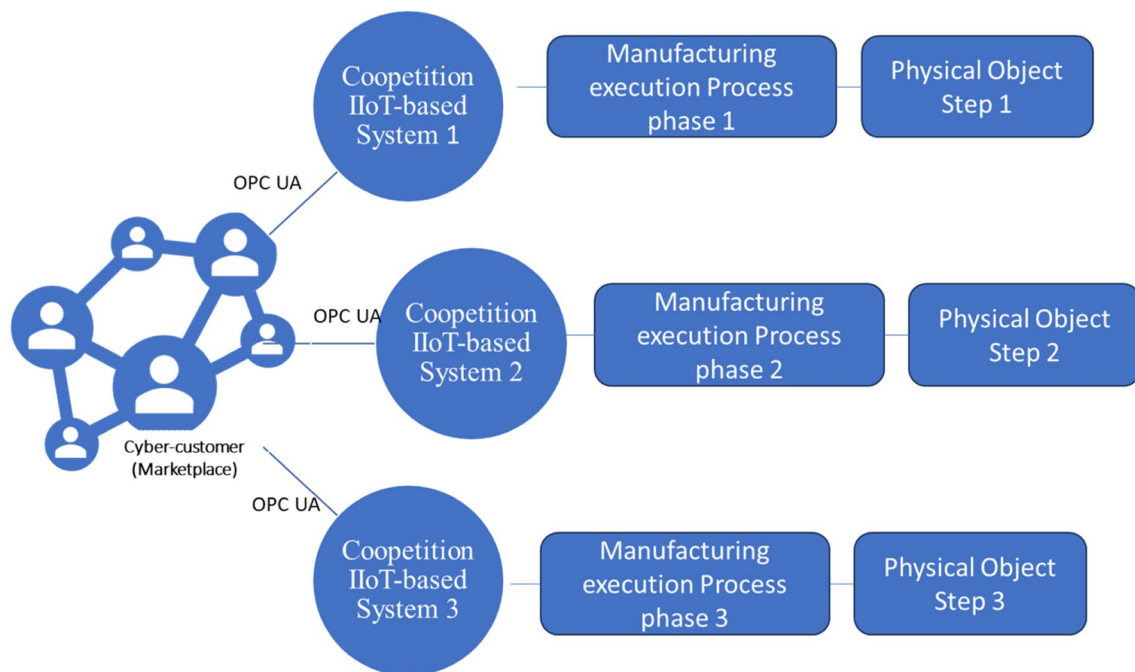 Coopetition
IIoT-based
System 1
Manufacturing
execution Process
phase 1
Physical Object
Step 1
OPC UA
OPC UA
Coopetition
IIoT-based
System 2
Manufacturing
execution Process
phase 2
Physical Object
Step 2
Cyber-customer
(Marketplace)
OPC UA
Coopetition
IIoT-based
System 3
Manufacturing
execution Process
phase 3
Physical Object
Step 3